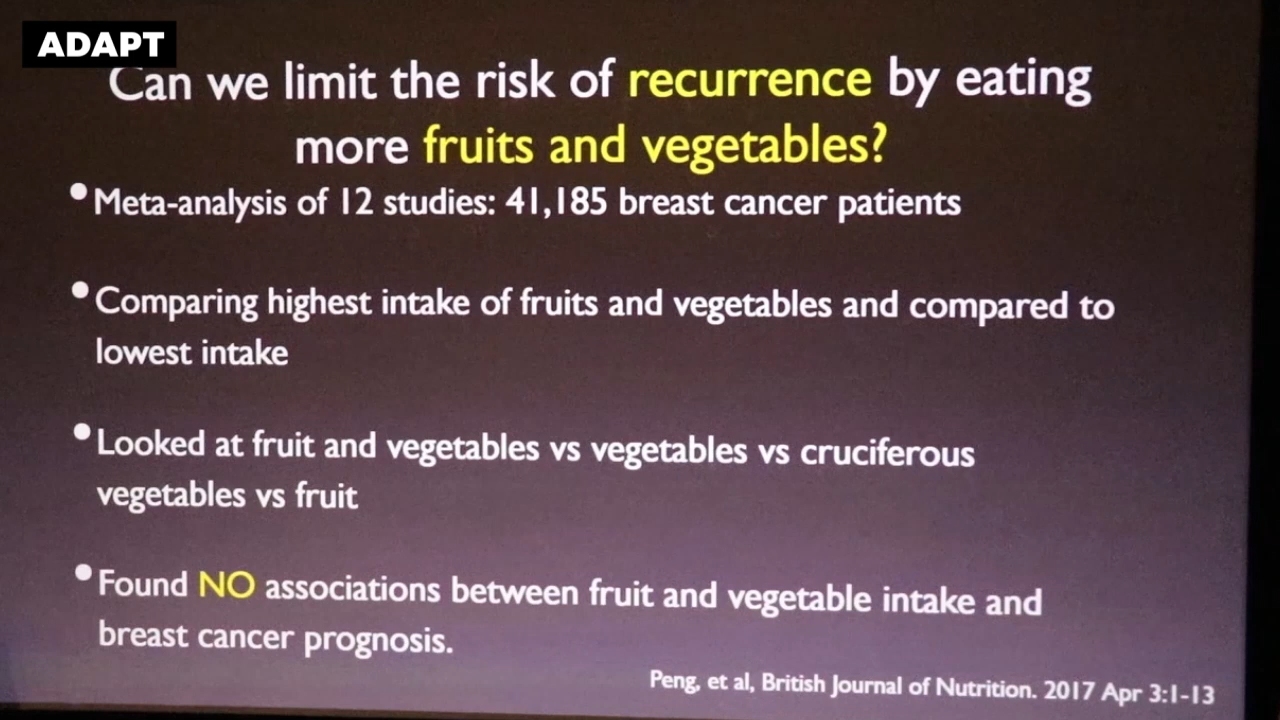 ADAPT
Can we limit the risk of recurrence by eating
more fruits and vegetables?
•Meta-analysis of 12 studies: 41,185 breast cancer patients
•Comparing highest intake of fruits and vegetables and compared to
lowest intake
•Looked at fruit and vegetables vs vegetables vs cruciferous
vegetables vs fruit
•Found NO associations between fruit and vegetable intake and
breast cancer prognosis.
Peng, et al, British Journal of Nutrition. 2017 Apr 3:1-13